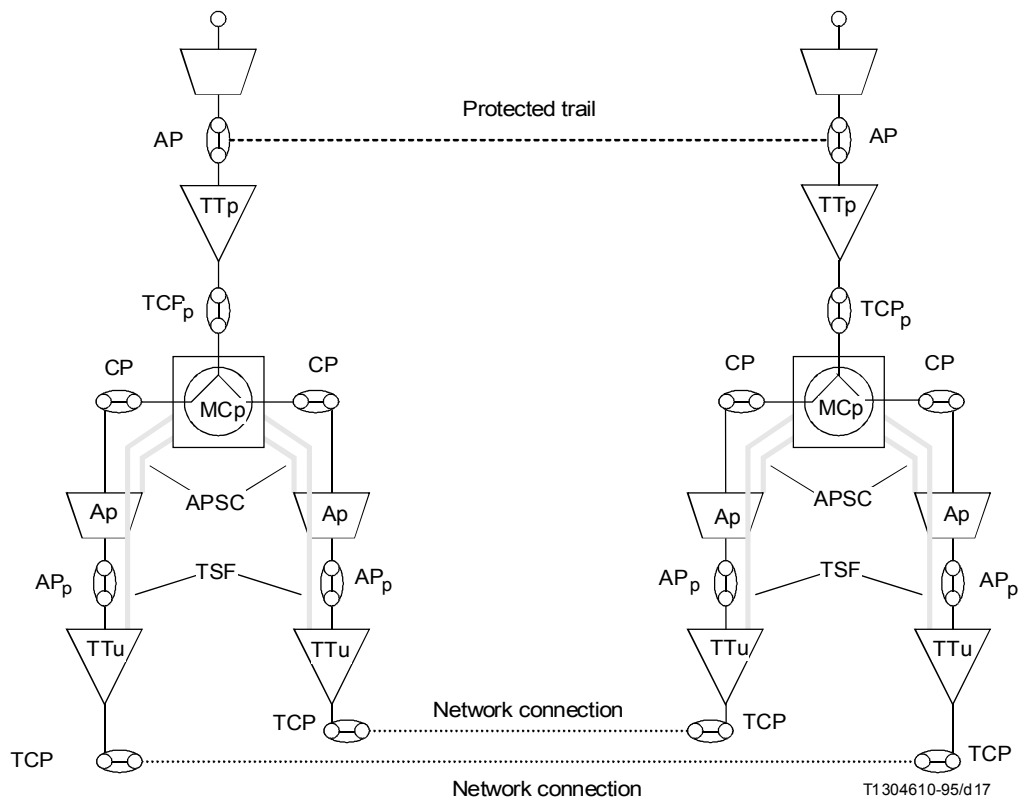 Protected trail
AP AP
TTp TTp
TCPp TCPp
CP CP CP CP
MCp MCp
APSC APSC
Ap Ap Ap Ap
APp TSF APp APp TSF APp
TTu TTu TTu TTu
Network connection
TCP TCP
TCP TCP
Network connection
T1304610-95/d17